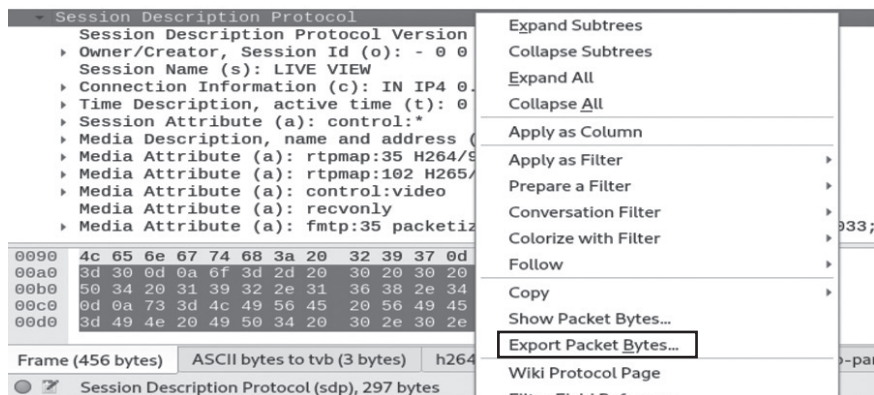 Session Description Protocol
Session Description Protocol Version
Owner/Creator, Session Id (o): - 0 0
Session Name (s): LIVE VIEW
Connection Information (c): IN IP4 0.
Time Description, active time (t): 0
Session Attribute (a): control:*
Media Description, name and address (
Media Attribute (a): rtpmap:35 H264/9
Media Attribute (a): rtpmap:102 H265/
Media Attribute (a): control:video
Media Attribute (a): recvonly
Media Attribute (a): fmtp:35 packetiz
033;
0090 4c 65 6e 67 74 68 3a 20 32 39 37 0d
00a0 3d 30 0d 0a 6f 3d 2d 20 30 20 30 20
00b0 50 34 20 31 39 32 2e 31 36 38 2e 34
00c0 0d 0a 73 3d 4c 49 56 45 20 56 49 45
00d0 3d 49 4e 20 49 50 34 20 30 2e 30 2e
Frame (456 bytes) ASCII bytes to tvb (3 bytes) h264
o-par
Session Description Protocol (sdp), 297 bytes
Expand Subtrees
Collapse Subtrees
Expand All
Collapse All
Apply as Column
Apply as Filter
Prepare a Filter
Conversation Filter
Colorize with Filter
Follow
Copy
Show Packet Bytes...
Export Packet Bytes...
Wiki Protocol Page